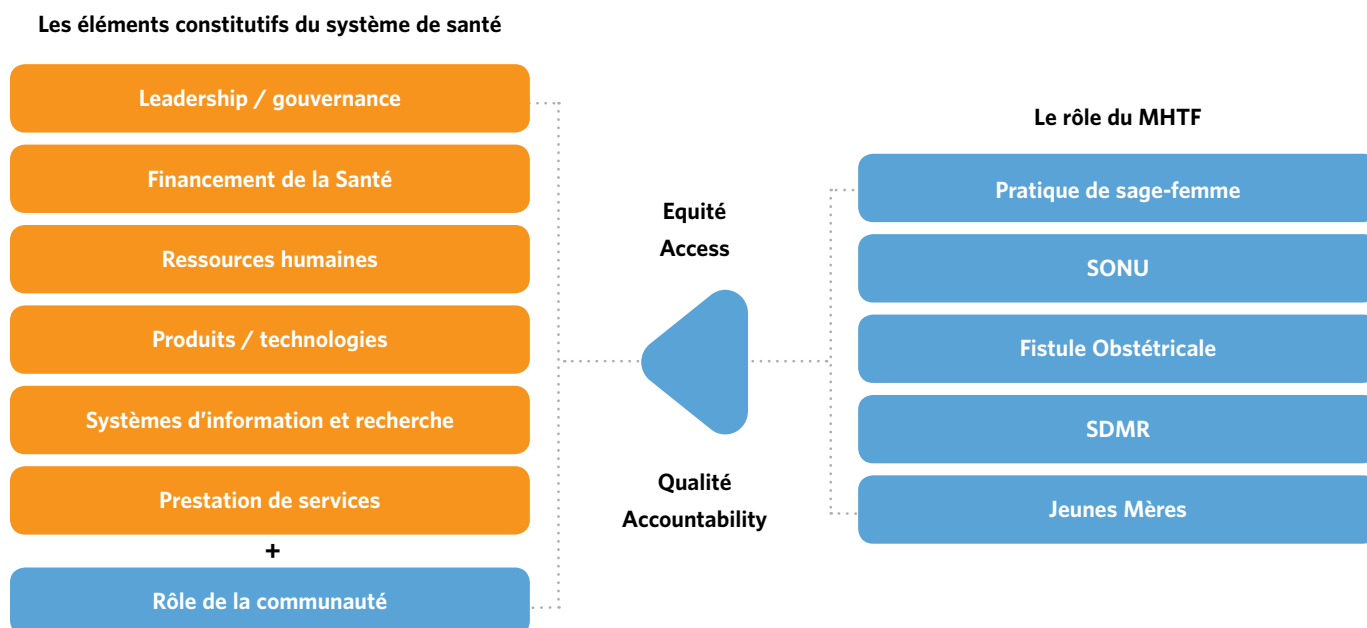 Les éléments constitutifs du système de santé
Leadership / gouvernance
Financement de la Santé
Ressources humaines
Produits / technologies
Systèmes d'information et recherche
Prestation de services
+
Rôle de la communauté
Equité
Access
Qualité
Accountability
Le rôle du MHTF
Pratique de sage-femme
SONU
Fistule Obstétricale
SDMR
Jeunes Mères